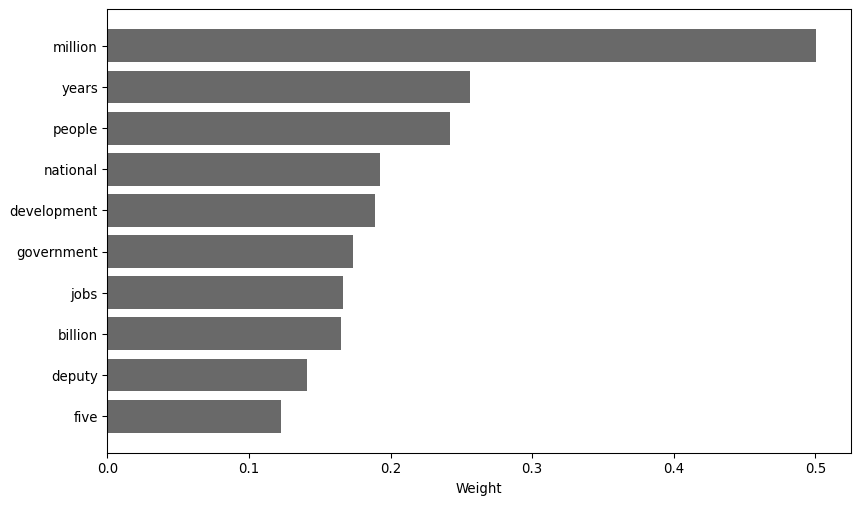 million
years
people
national
development
government
jobs
billion
deputy
five
0.0 0.1 0.2 0.3 0.4 0.5
Weight